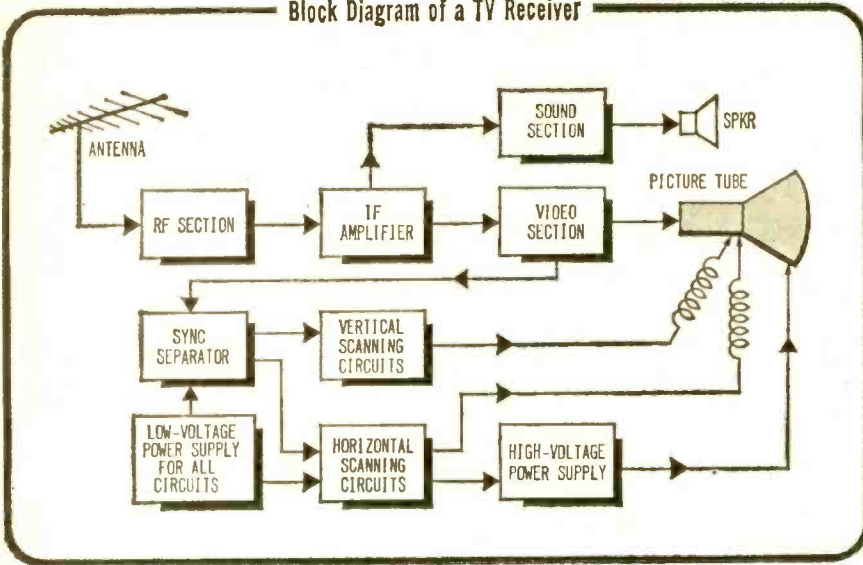 Block Diagram of a TV Receiver
ANTENNA
RF SECTION
IF
AMPLIFIER
SOUND
SECTION
SPKR
VIDEO
SECTION
PICTURE TUBE
SYNC
SEPARATOR
VERTICAL
SCANNING
CIRCUITS
LOW-VOLTAGE
POWER SUPPLY
FOR ALL
CIRCUITS
HORIZONTAL
SCANNING
CIRCUITS
HIGH-VOLTAGE
POWER SUPPLY